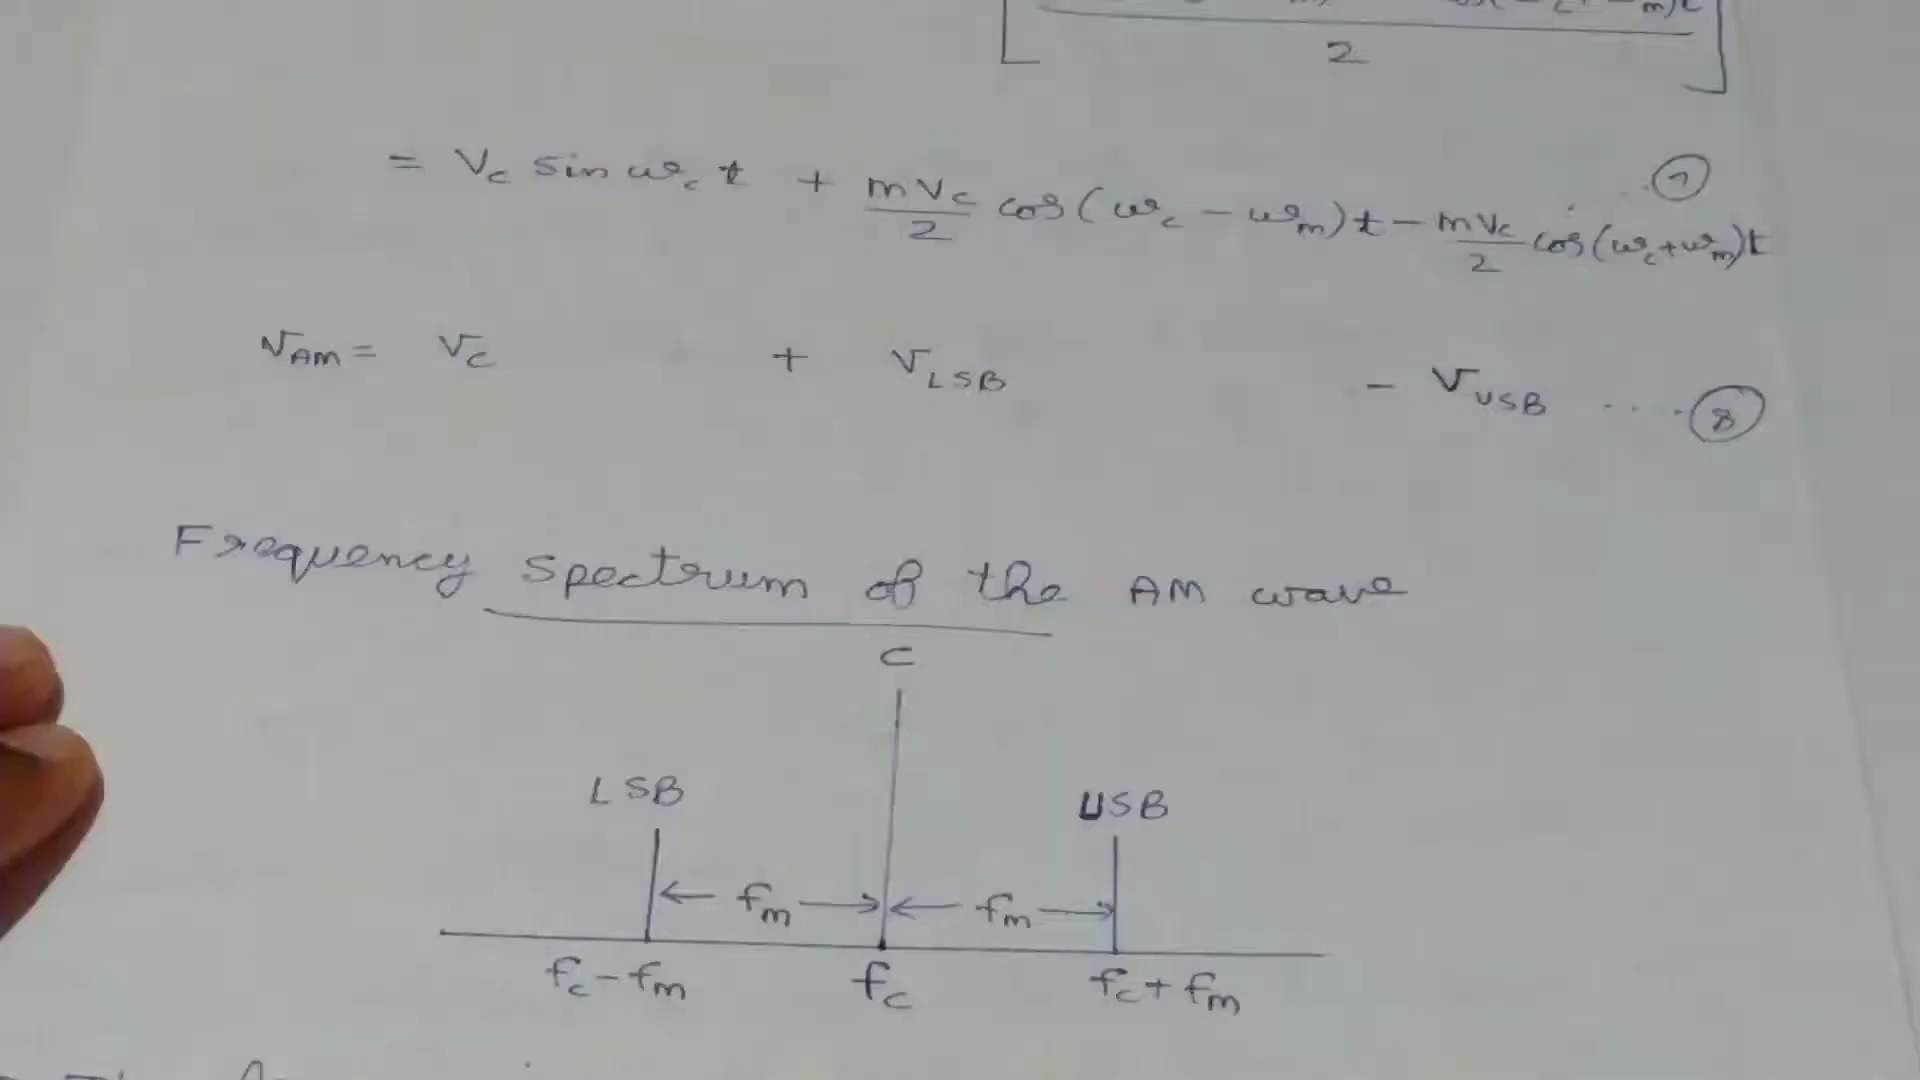 2
= Vc sin ωc t + mVc/2 cos(ωc - ωm)t - mVc/2 cos(ωc+ωm)t ...⑦
VAM = Vc + VLSB - VUSB ....⑧
Frequency spectrum of the AM wave
C
LSB USB
← fm → ← fm →
fc - fm fc fc + fm